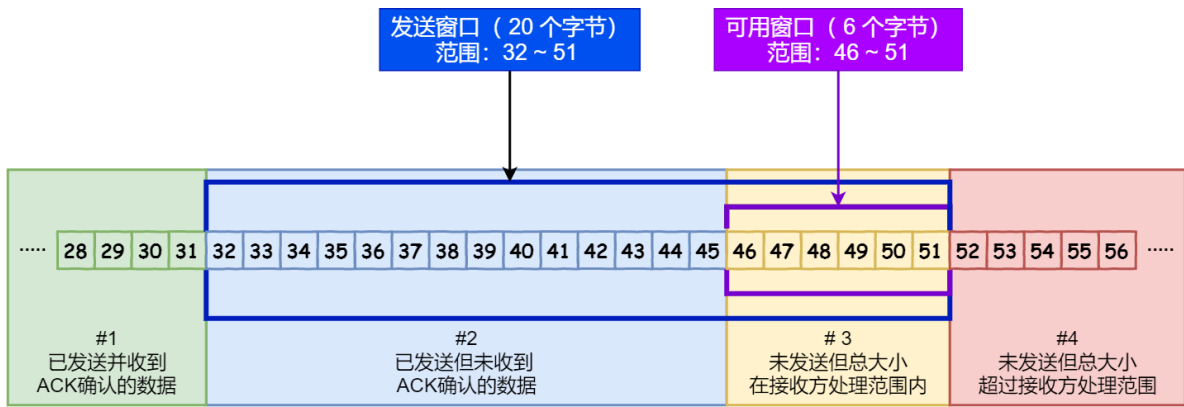 发送窗口（ 20 个字节）
范围：32 ~ 51
可用窗口（ 6 个字节）
范围：46 ~ 51
····· 28 29 30 31 32 33 34 35 36 37 38 39 40 41 42 43 44 45 46 47 48 49 50 51 52 53 54 55 56 ·····
#1
已发送并收到
ACK确认的数据
#2
已发送但未收到
ACK确认的数据
# 3
未发送但总大小
在接收方处理范围内
#4
未发送但总大小
超过接收方处理范围